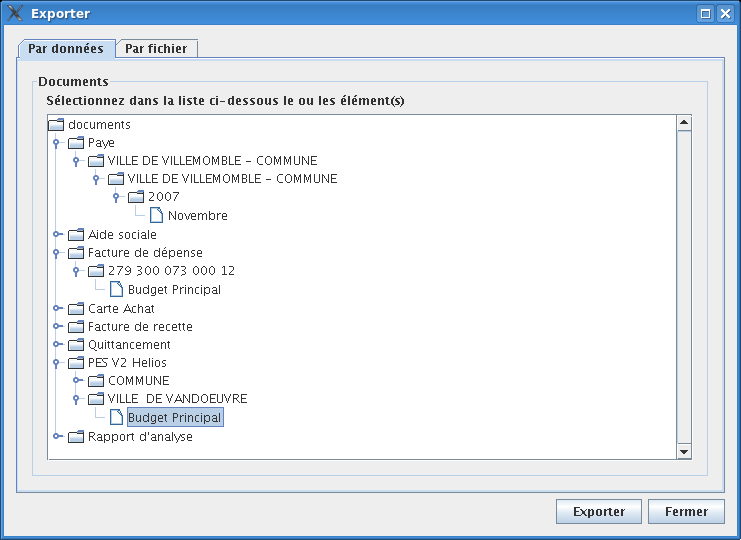 Exporter
Par données Par fichier
Documents
Sélectionnez dans la liste ci-dessous le ou les élément(s)
documents
Paye
VILLE DE VILLEMOMBLE - COMMUNE
VILLE DE VILLEMOMBLE - COMMUNE
2007
Novembre
Aide sociale
Facture de dépense
279 300 073 000 12
Budget Principal
Carte Achat
Facture de recette
Quittancement
PES V2 Helios
COMMUNE
VILLE DE VANDOEUVRE
Budget Principal
Rapport d'analyse
Exporter Fermer